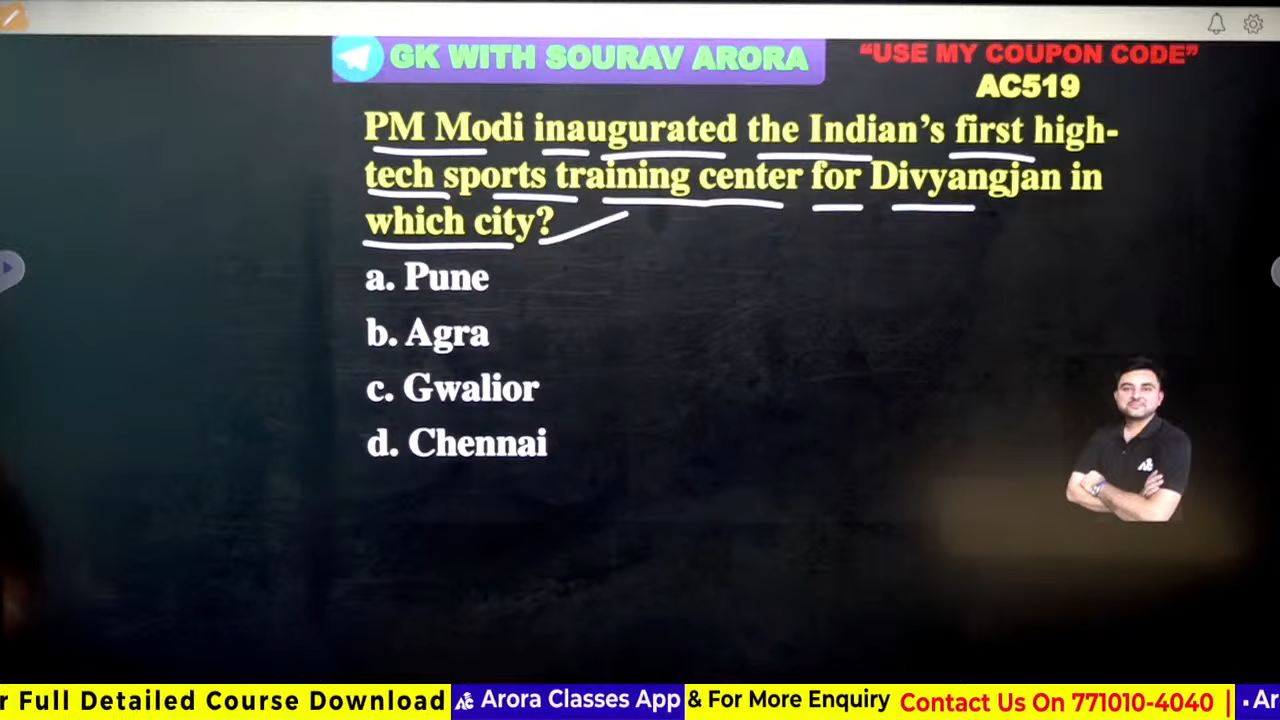 GK WITH SOURAV ARORA
“USE MY COUPON CODE”
AC519
PM Modi inaugurated the Indian’s first high-
tech sports training center for Divyangjan in
which city?
a. Pune
b. Agra
c. Gwalior
d. Chennai
r Full Detailed Course Download Arora Classes App & For More Enquiry Contact Us On 771010-4040 | Ar